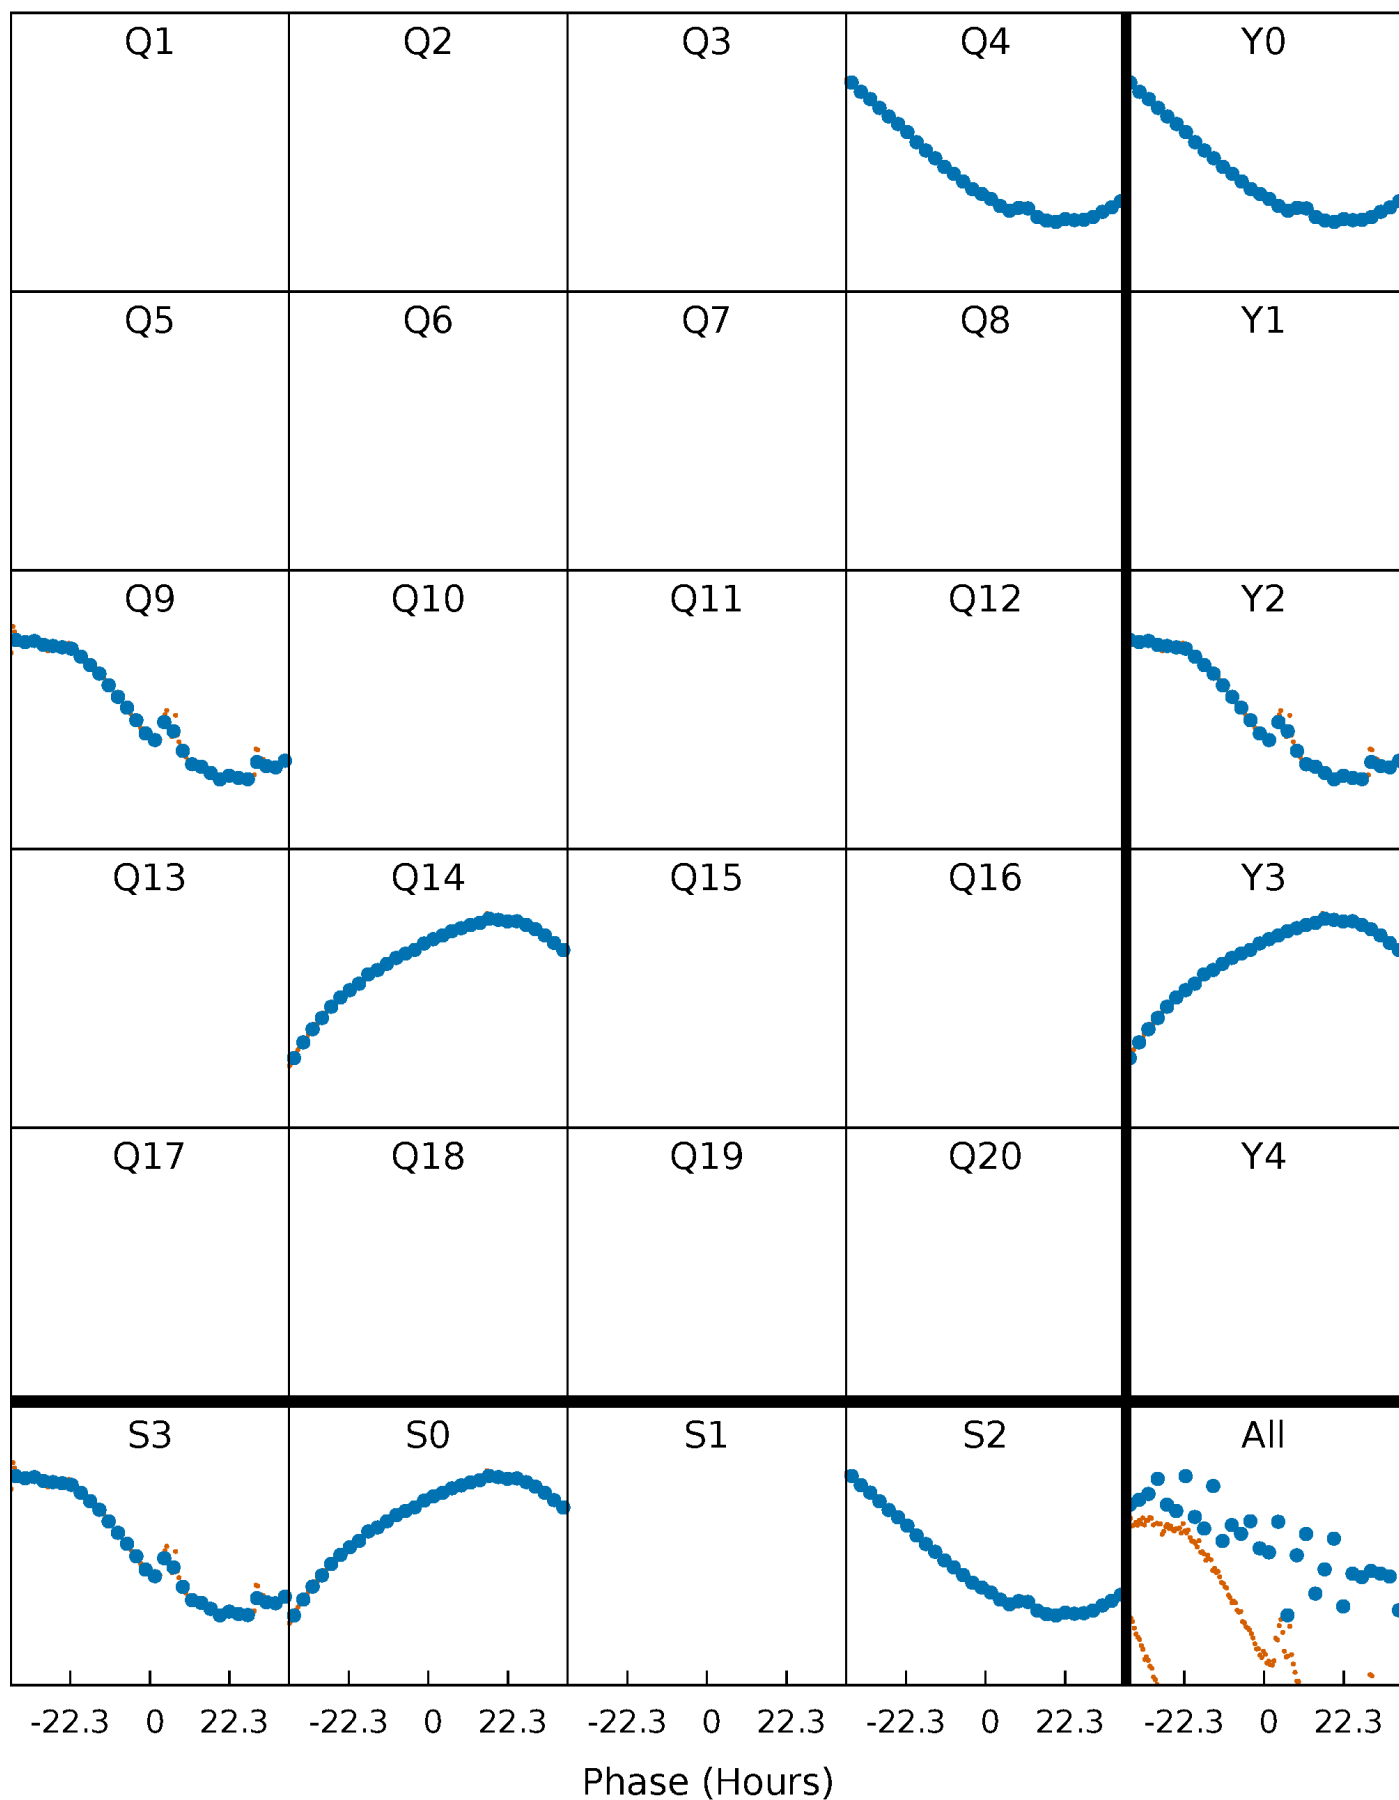 Q1 Q2 Q3 Q4 Y0
Q5 Q6 Q7 Q8 Y1
Q9 Q10 Q11 Q12 Y2
Q13 Q14 Q15 Q16 Y3
Q17 Q18 Q19 Q20 Y4
S3 S0 S1 S2 All
-22.3 0 22.3 -22.3 0 22.3 -22.3 0 22.3 -22.3 0 22.3 -22.3 0 22.3
Phase (Hours)